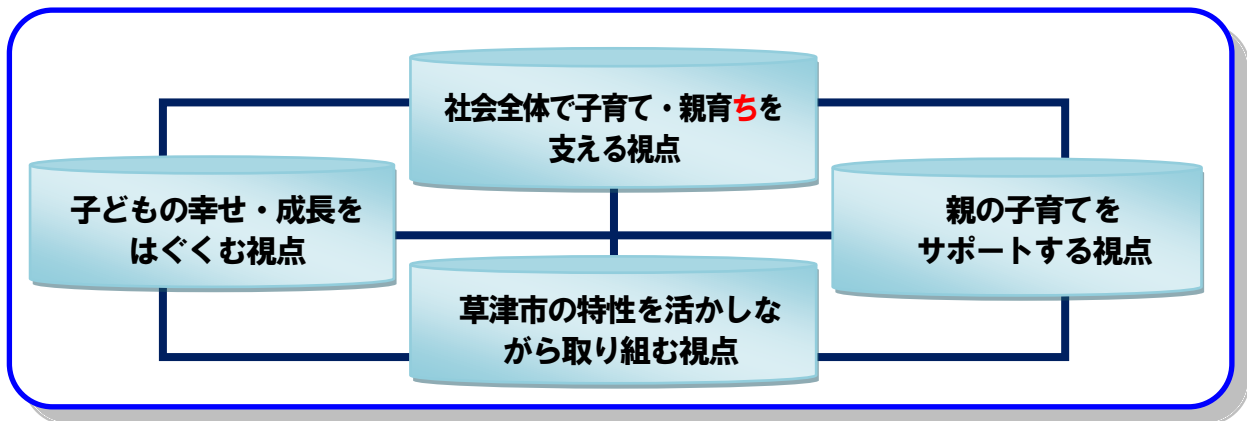 社会全体で子育て・親育ちを
支える視点
子どもの幸せ・成長を
はぐくむ視点
親の子育てを
サポートする視点
草津市の特性を活かしな
がら取り組む視点